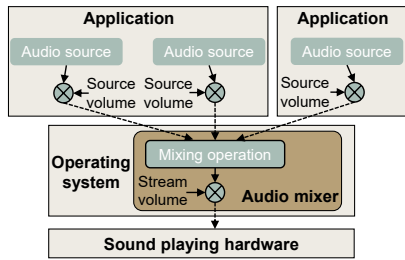 Application
Application
Audio source
Audio source
Audio source
Source
volume
Source
volume
Source
volume
Operating
system
Mixing operation
Stream
volume
Audio mixer
Sound playing hardware